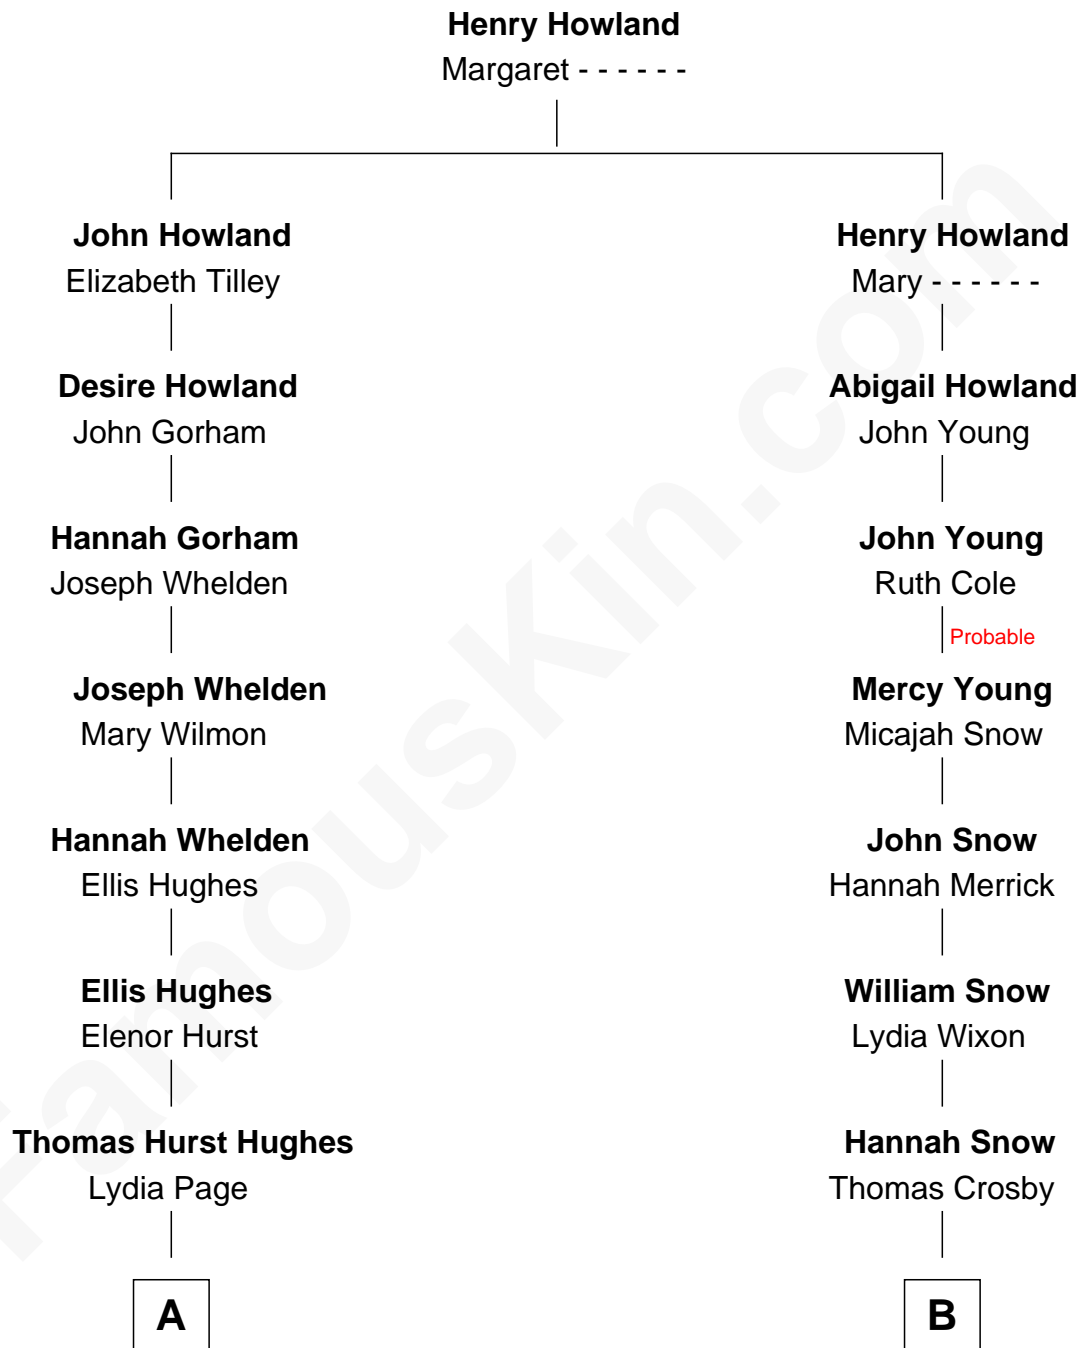 Henry Howland
Margaret - - - - - -
John Howland
Elizabeth Tilley
Henry Howland
Mary - - - - - -
Desire Howland
John Gorham
Abigail Howland
John Young
Hannah Gorham
Joseph Whelden
John Young
Ruth Cole
Probable
Joseph Whelden
Mary Wilmon
Mercy Young
Micajah Snow
Hannah Whelden
Ellis Hughes
John Snow
Hannah Merrick
Ellis Hughes
Elenor Hurst
William Snow
Lydia Wixon
Thomas Hurst Hughes
Lydia Page
Hannah Snow
Thomas Crosby
A
B
FamousKin.com